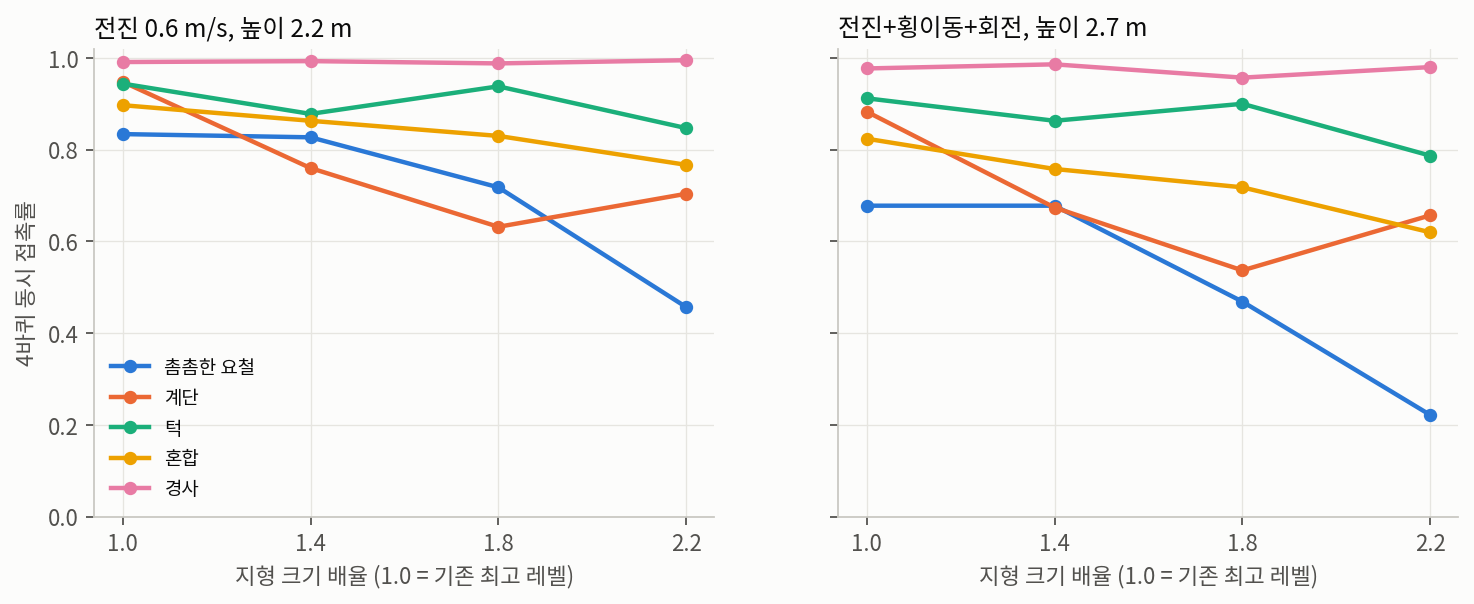 전진 0.6 m/s, 높이 2.2 m
4바퀴 동시 접촉률
1.0
0.8
0.6
0.4
0.2
0.0
촘촘한 요철
계단
턱
혼합
경사
1.0 1.4 1.8 2.2
지형 크기 배율 (1.0 = 기존 최고 레벨)
전진+횡이동+회전, 높이 2.7 m
1.0 1.4 1.8 2.2
지형 크기 배율 (1.0 = 기존 최고 레벨)